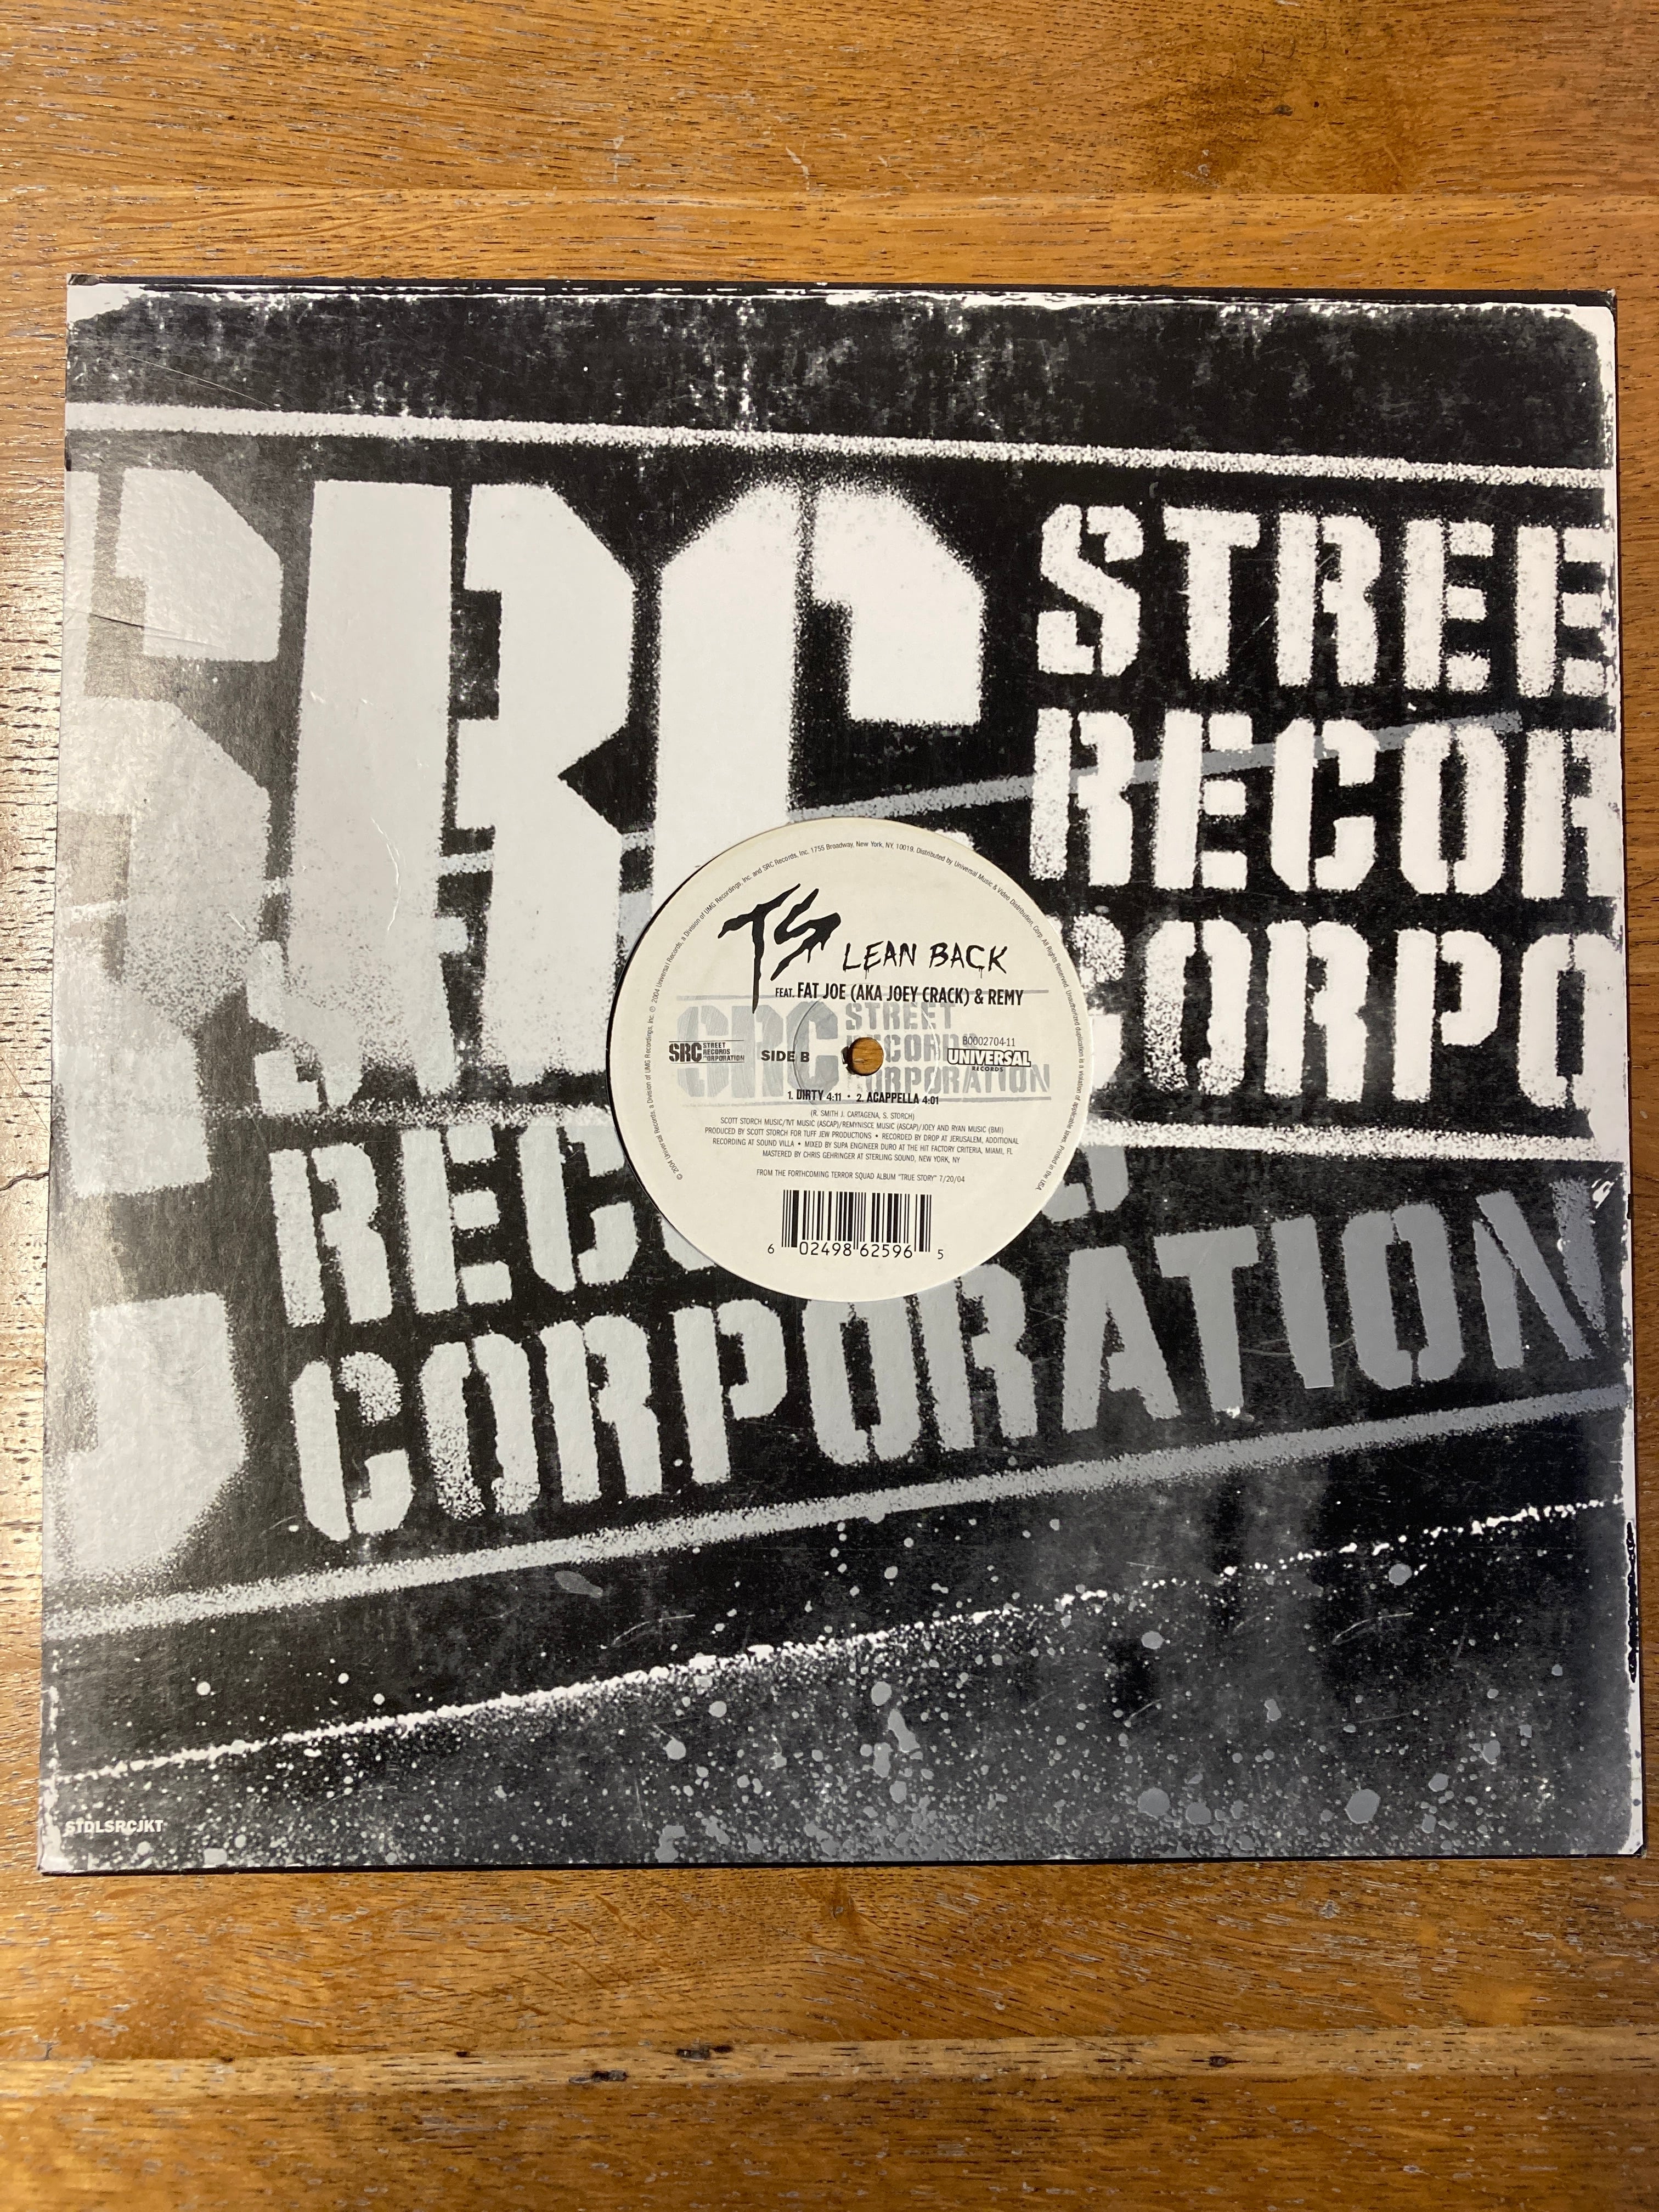 SRC STREE
RECOR
CORPO
© 2004 Universal Records, a Division of UMG Recordings, Inc. and SRC Records, Inc. 1755 Broadway, New York, NY, 10019. Distributed by Universal Music & Video Distribution, Corp. All Rights Reserved. Unauthorized duplication is a violation of applicable laws. Printed in the USA
TS LEAN BACK
FEAT. FAT JOE (AKA JOEY CRACK) & REMY
SRC STREET
RECORD
CORPORATION
SRC STREET
RECORDS
CORPORATION
SIDE B
B0002704-11
UNIVERSAL
RECORDS
1. DIRTY 4:11 • 2. ACAPPELLA 4:01
(R. SMITH J. CARTAGENA, S. STORCH)
SCOTT STORCH MUSIC/TVT MUSIC (ASCAP)/REMYNISCE MUSIC (ASCAP)/JOEY AND RYAN MUSIC (BMI)
PRODUCED BY SCOTT STORCH FOR TUFF JEW PRODUCTIONS • RECORDED BY DROP AT JERUSALEM, ADDITIONAL
RECORDING AT SOUND VILLA • MIXED BY SUPA ENGINEER DURO AT THE HIT FACTORY CRITERIA, MIAMI, FL
MASTERED BY CHRIS GEHRINGER AT STERLING SOUND, NEW YORK, NY
FROM THE FORTHCOMING TERROR SQUAD ALBUM "TRUE STORY" 7/20/04
6 02498 62596 5
REC
CORPORATION
STDLSRCJKT